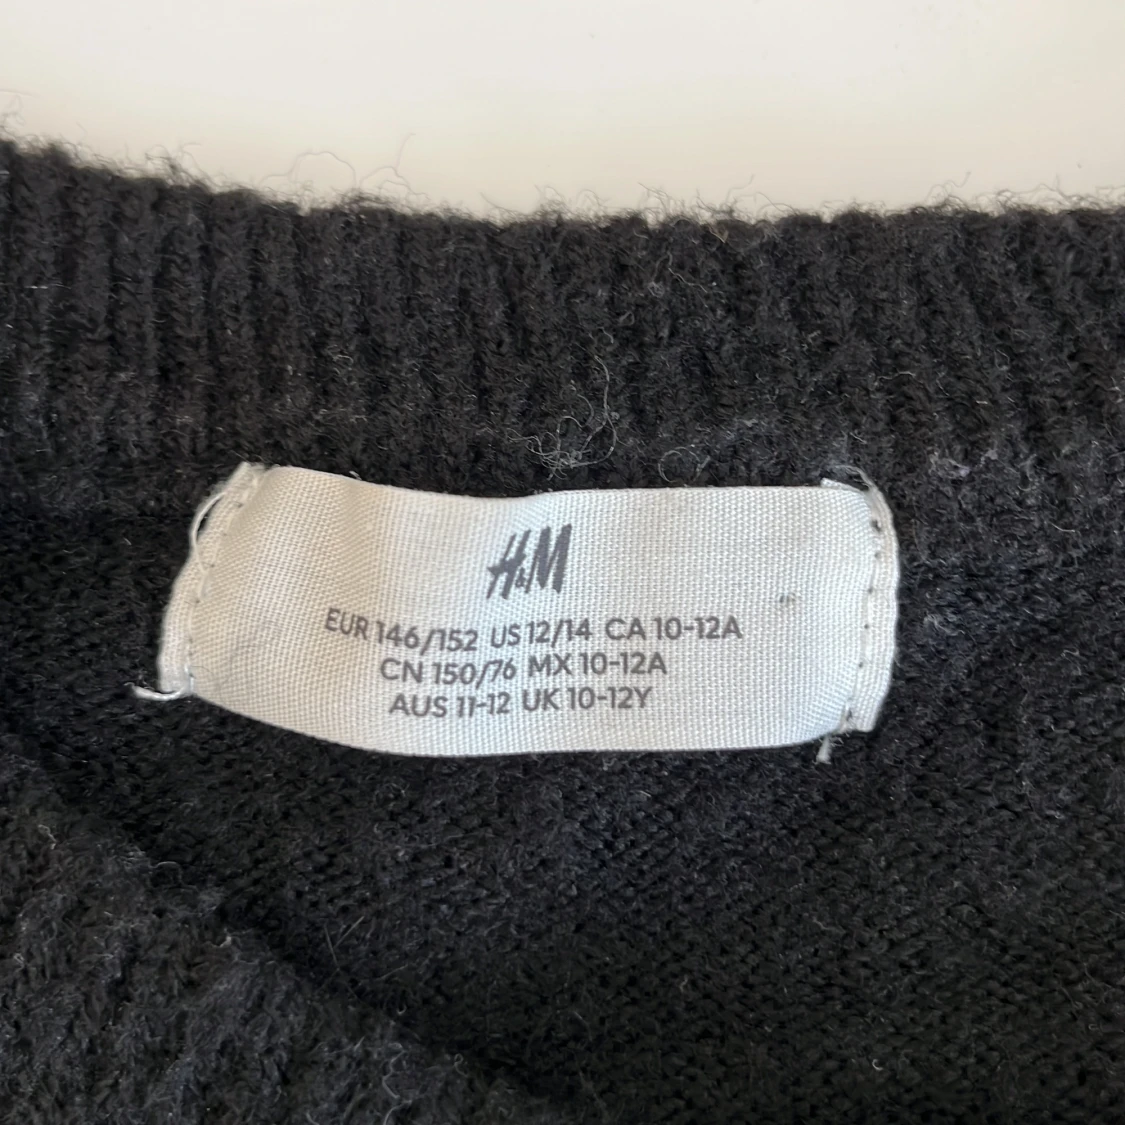 H&M
EUR 146/152 US 12/14 CA 10-12A
CN 150/76 MX 10-12A
AUS 11-12 UK 10-12Y